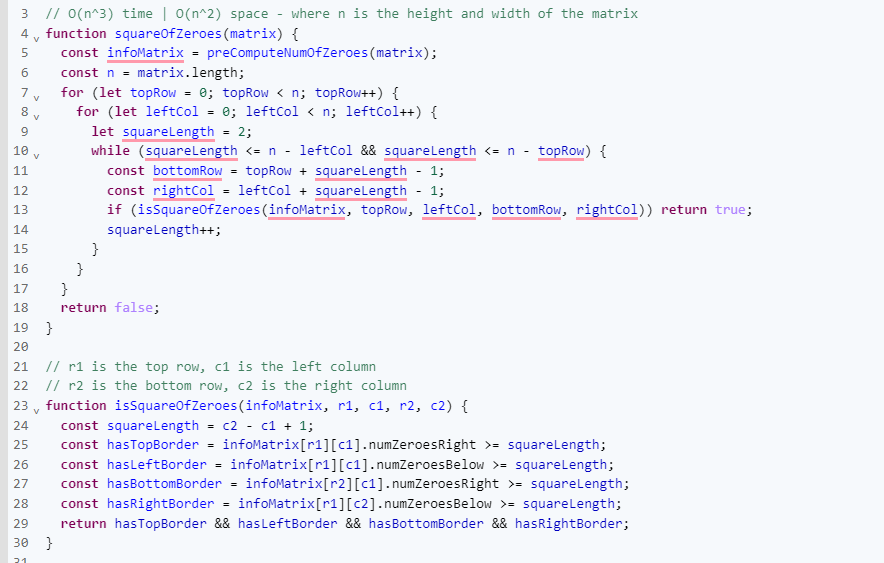 3 // O(n^3) time | O(n^2) space - where n is the height and width of the matrix
4 function squareOfZeroes(matrix) {
5 const infoMatrix = preComputeNumOfZeroes(matrix);
6 const n = matrix.length;
7 for (let topRow = 0; topRow < n; topRow++) {
8 for (let leftCol = 0; leftCol < n; leftCol++) {
9 let squareLength = 2;
10 while (squareLength <= n - leftCol && squareLength <= n - topRow) {
11 const bottomRow = topRow + squareLength - 1;
12 const rightCol = leftCol + squareLength - 1;
13 if (isSquareOfZeroes(infoMatrix, topRow, leftCol, bottomRow, rightCol)) return true;
14 squareLength++;
15 }
16 }
17 }
18 return false;
19 }
20
21 // r1 is the top row, c1 is the left column
22 // r2 is the bottom row, c2 is the right column
23 function isSquareOfZeroes(infoMatrix, r1, c1, r2, c2) {
24 const squareLength = c2 - c1 + 1;
25 const hasTopBorder = infoMatrix[r1][c1].numZeroesRight >= squareLength;
26 const hasLeftBorder = infoMatrix[r1][c1].numZeroesBelow >= squareLength;
27 const hasBottomBorder = infoMatrix[r2][c1].numZeroesRight >= squareLength;
28 const hasRightBorder = infoMatrix[r1][c2].numZeroesBelow >= squareLength;
29 return hasTopBorder && hasLeftBorder && hasBottomBorder && hasRightBorder;
30 }
31